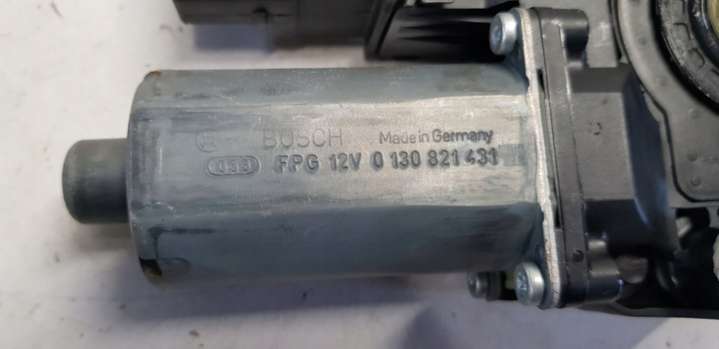 BOSCH Made in Germany
FPG 12V 0 130 821 431